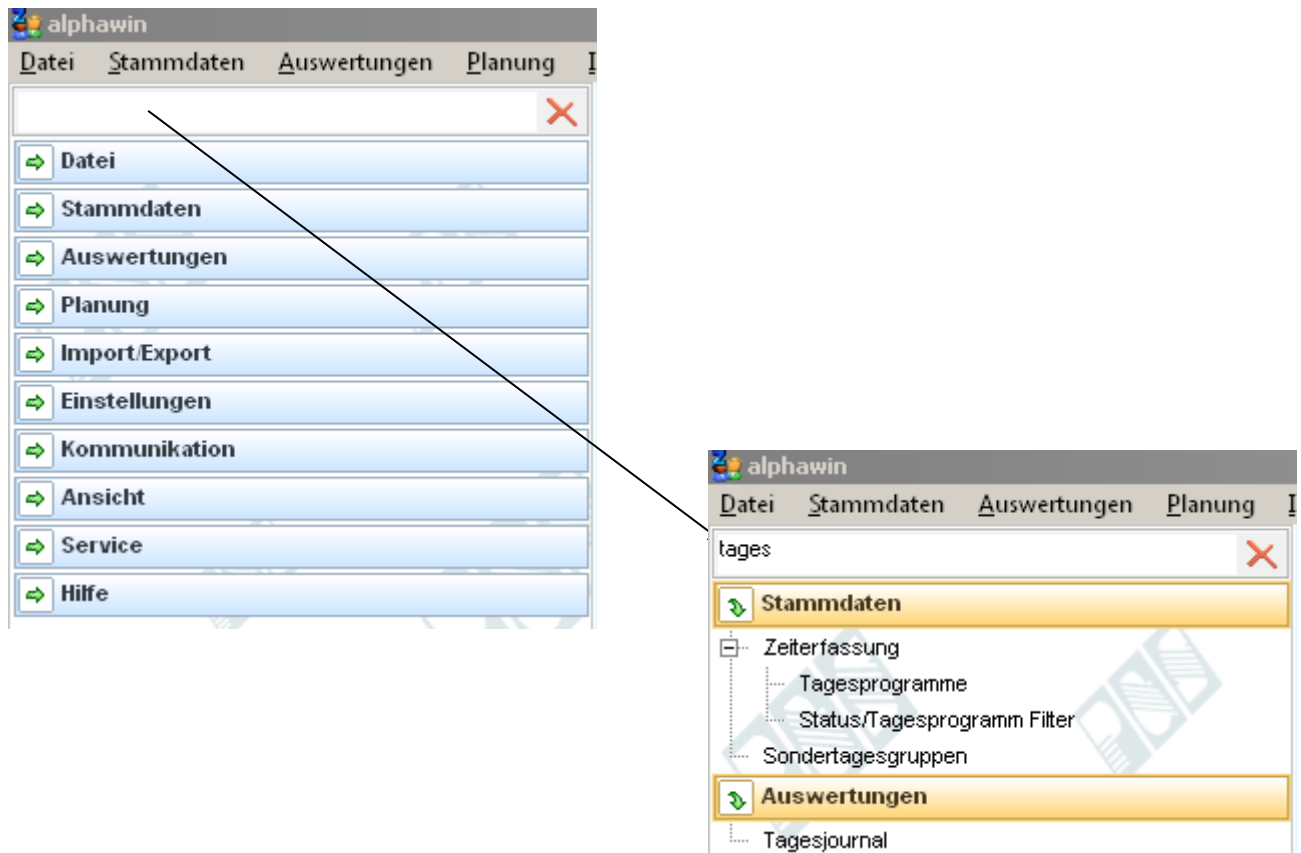 alphawin
Datei Stammdaten Auswertungen Planung I
Datei
Stammdaten
Auswertungen
Planung
Import/Export
Einstellungen
Kommunikation
Ansicht
Service
Hilfe
alphawin
Datei Stammdaten Auswertungen Planung I
tages
Stammdaten
Zeiterfassung
Tagesprogramme
Status/Tagesprogramm Filter
Sondertagesgruppen
Auswertungen
Tagesjournal